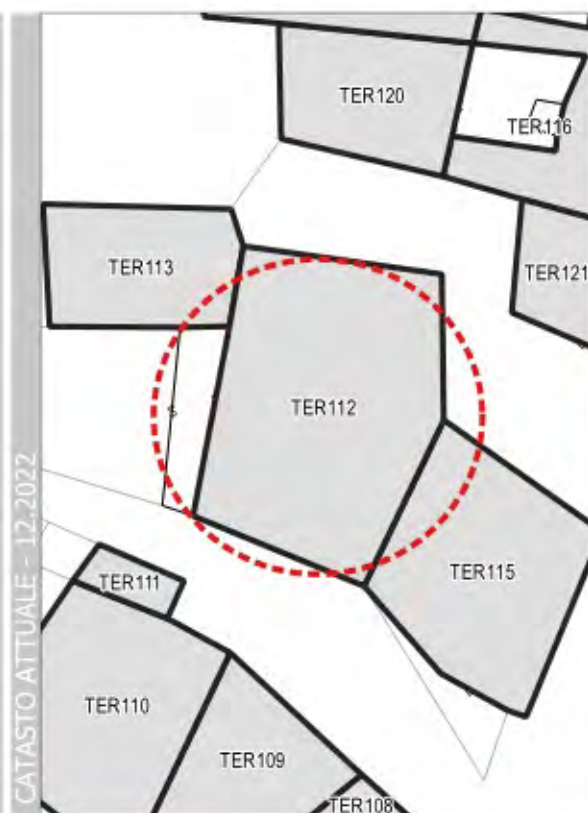 CATASTO ATTUALE - 12.2022
TER120
TER116
TER113
TER121
TER112
TER115
TER111
TER110
TER109
TER108